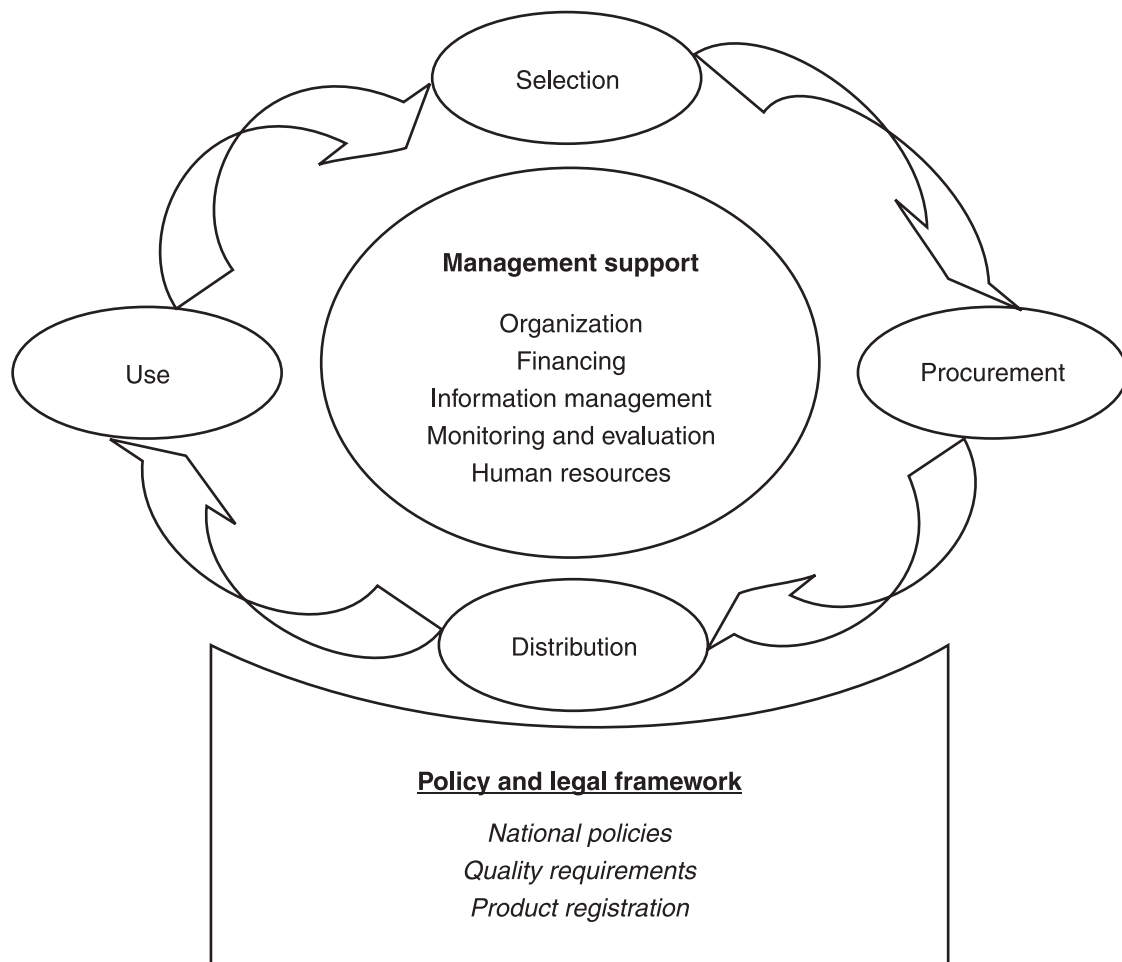 Selection
Management support
Organization
Financing
Information management
Monitoring and evaluation
Human resources
Use
Procurement
Distribution
Policy and legal framework
National policies
Quality requirements
Product registration